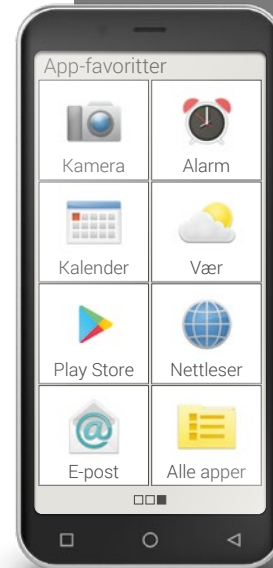 App-favoritter
Kamera
Alarm
Kalender
Vær
Play Store
Nettleser
E-post
Alle apper